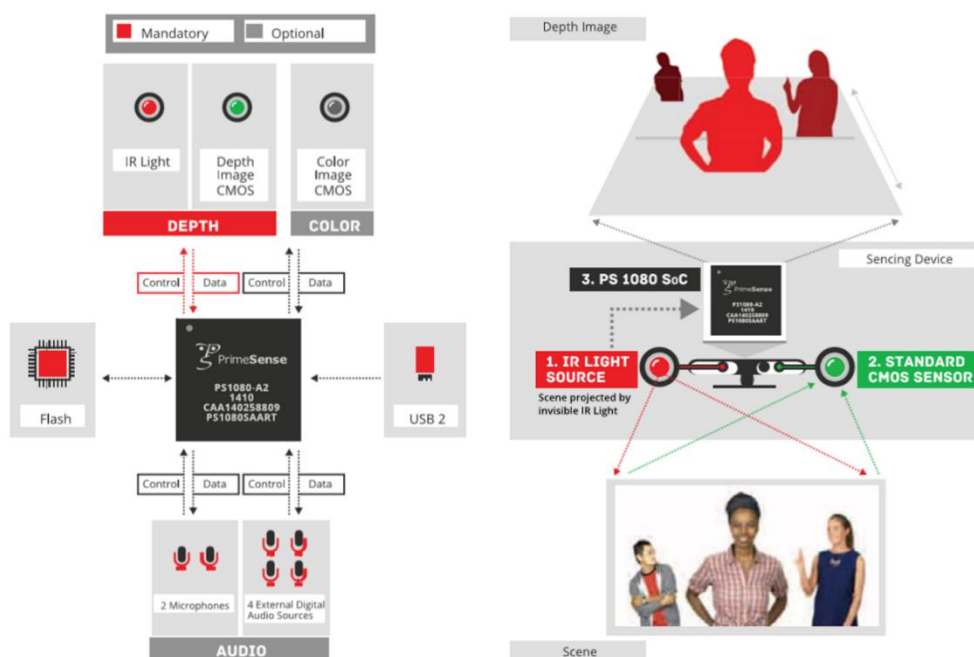 Mandatory
Optional
IR Light
Depth
Image
CMOS
Color
Image
CMOS
DEPTH
COLOR
Control
Data
Control
Data
Flash
PrimeSense
PS1080-A2
1410
CAA140258809
PS1080SAART
USB 2
Control
Data
Control
Data
2 Microphones
4 External Digital
Audio Sources
AUDIO
Depth Image
Sencing Device
3. PS 1080 SoC
PrimeSense
PS1080-A2
1410
CAA140258809
PS1080SAART
1. IR LIGHT
SOURCE
Scene projected by
invisible IR Light
2. STANDARD
CMOS SENSOR
Scene